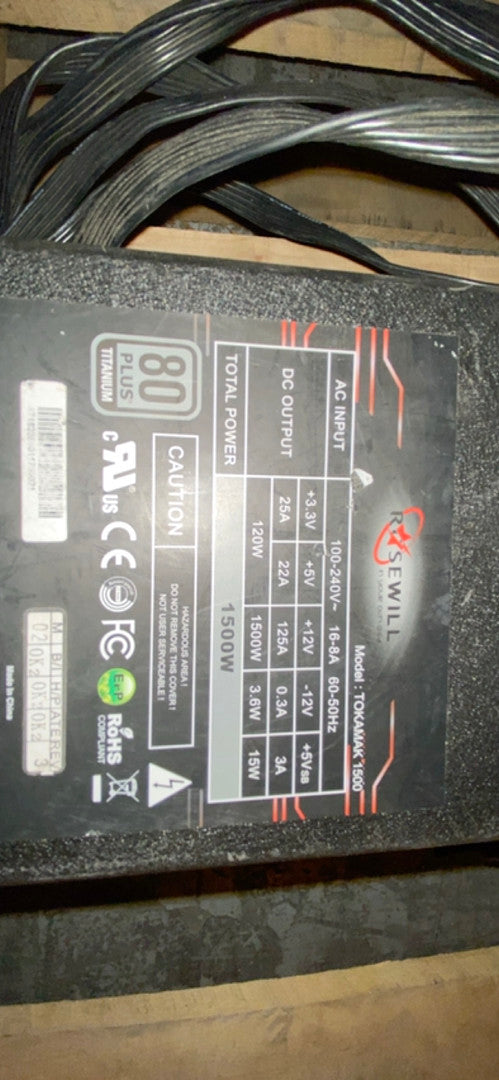 ROSEWILL
Model : TOKAMAK 1500
AC INPUT 100-240V~ 16-8A 60-50Hz
DC OUTPUT +3.3V +5V +12V -12V +5VSB
25A 22A 125A 0.3A 3A
120W 1500W 3.6W 15W
TOTAL POWER 1500W
CAUTION
HAZARDOUS AREA !
DO NOT REMOVE THIS COVER !
NOT USER SERVICEABLE !
80
PLUS
TITANIUM
c RU US CE FC ErP RoHS
COMPLIANT
Made In China